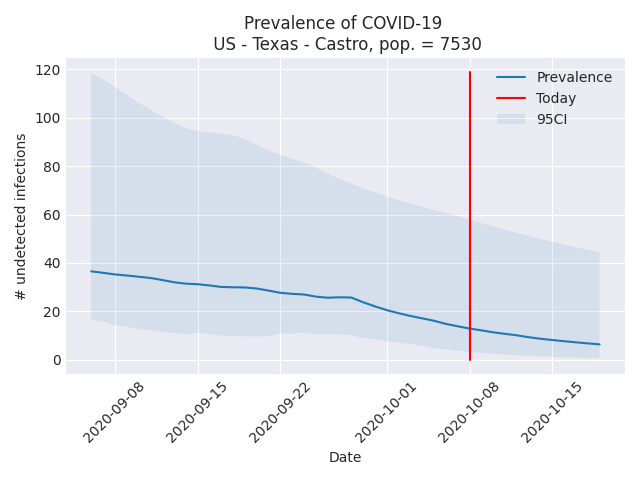 Prevalence of COVID-19
US - Texas - Castro, pop. = 7530
# undetected infections
120
100
80
60
40
20
0
Prevalence
Today
95CI
2020-09-08
2020-09-15
2020-09-22
2020-10-01
2020-10-08
2020-10-15
Date